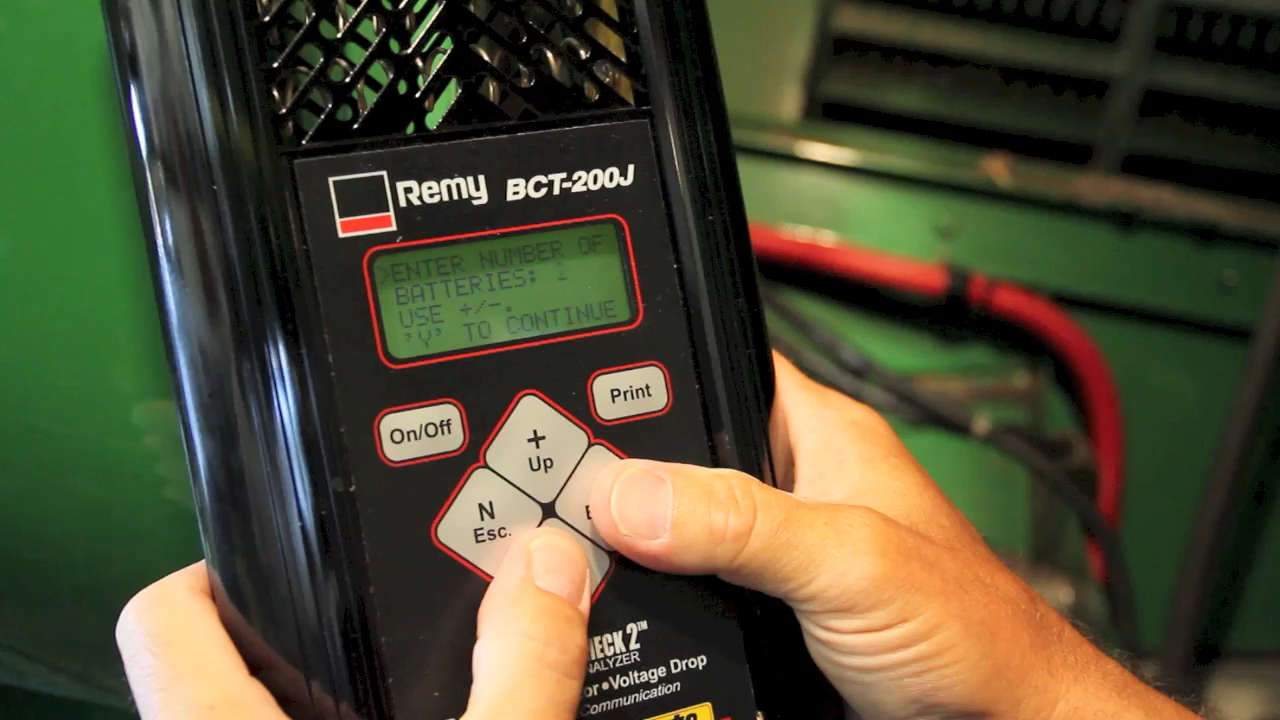 Remy BCT-200J
>ENTER NUMBER OF
BATTERIES: 1
USE +/-.
'Y' TO CONTINUE
On/Off
Print
+
Up
N
Esc.
Voltage Drop
Communication